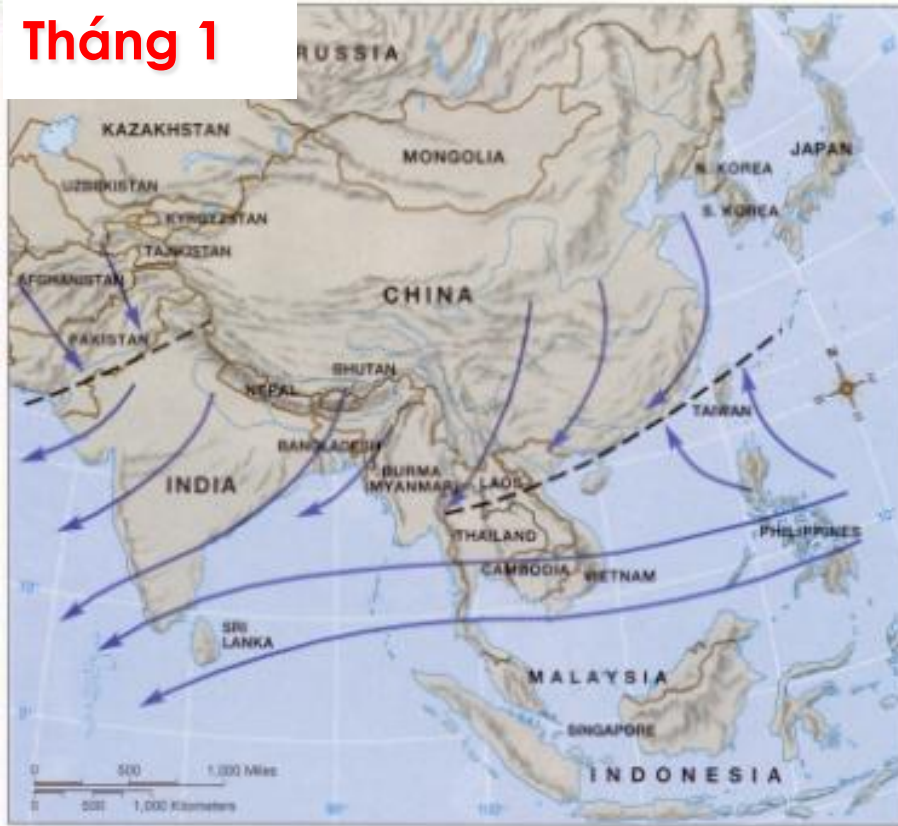 Tháng 1
RUSSIA
KAZAKHSTAN
MONGOLIA
JAPAN
N. KOREA
UZBEKISTAN
S. KOREA
KYRGYZSTAN
TAJIKISTAN
AFGHANISTAN
CHINA
PAKISTAN
BHUTAN
NEPAL
TAIWAN
BANGLADESH
BURMA
(MYANMAR)
INDIA
LAOS
THAILAND
PHILIPPINES
CAMBODIA
VIETNAM
SRI
LANKA
MALAYSIA
SINGAPORE
INDONESIA
0 500 1,000 Miles
0 500 1,000 Kilometers